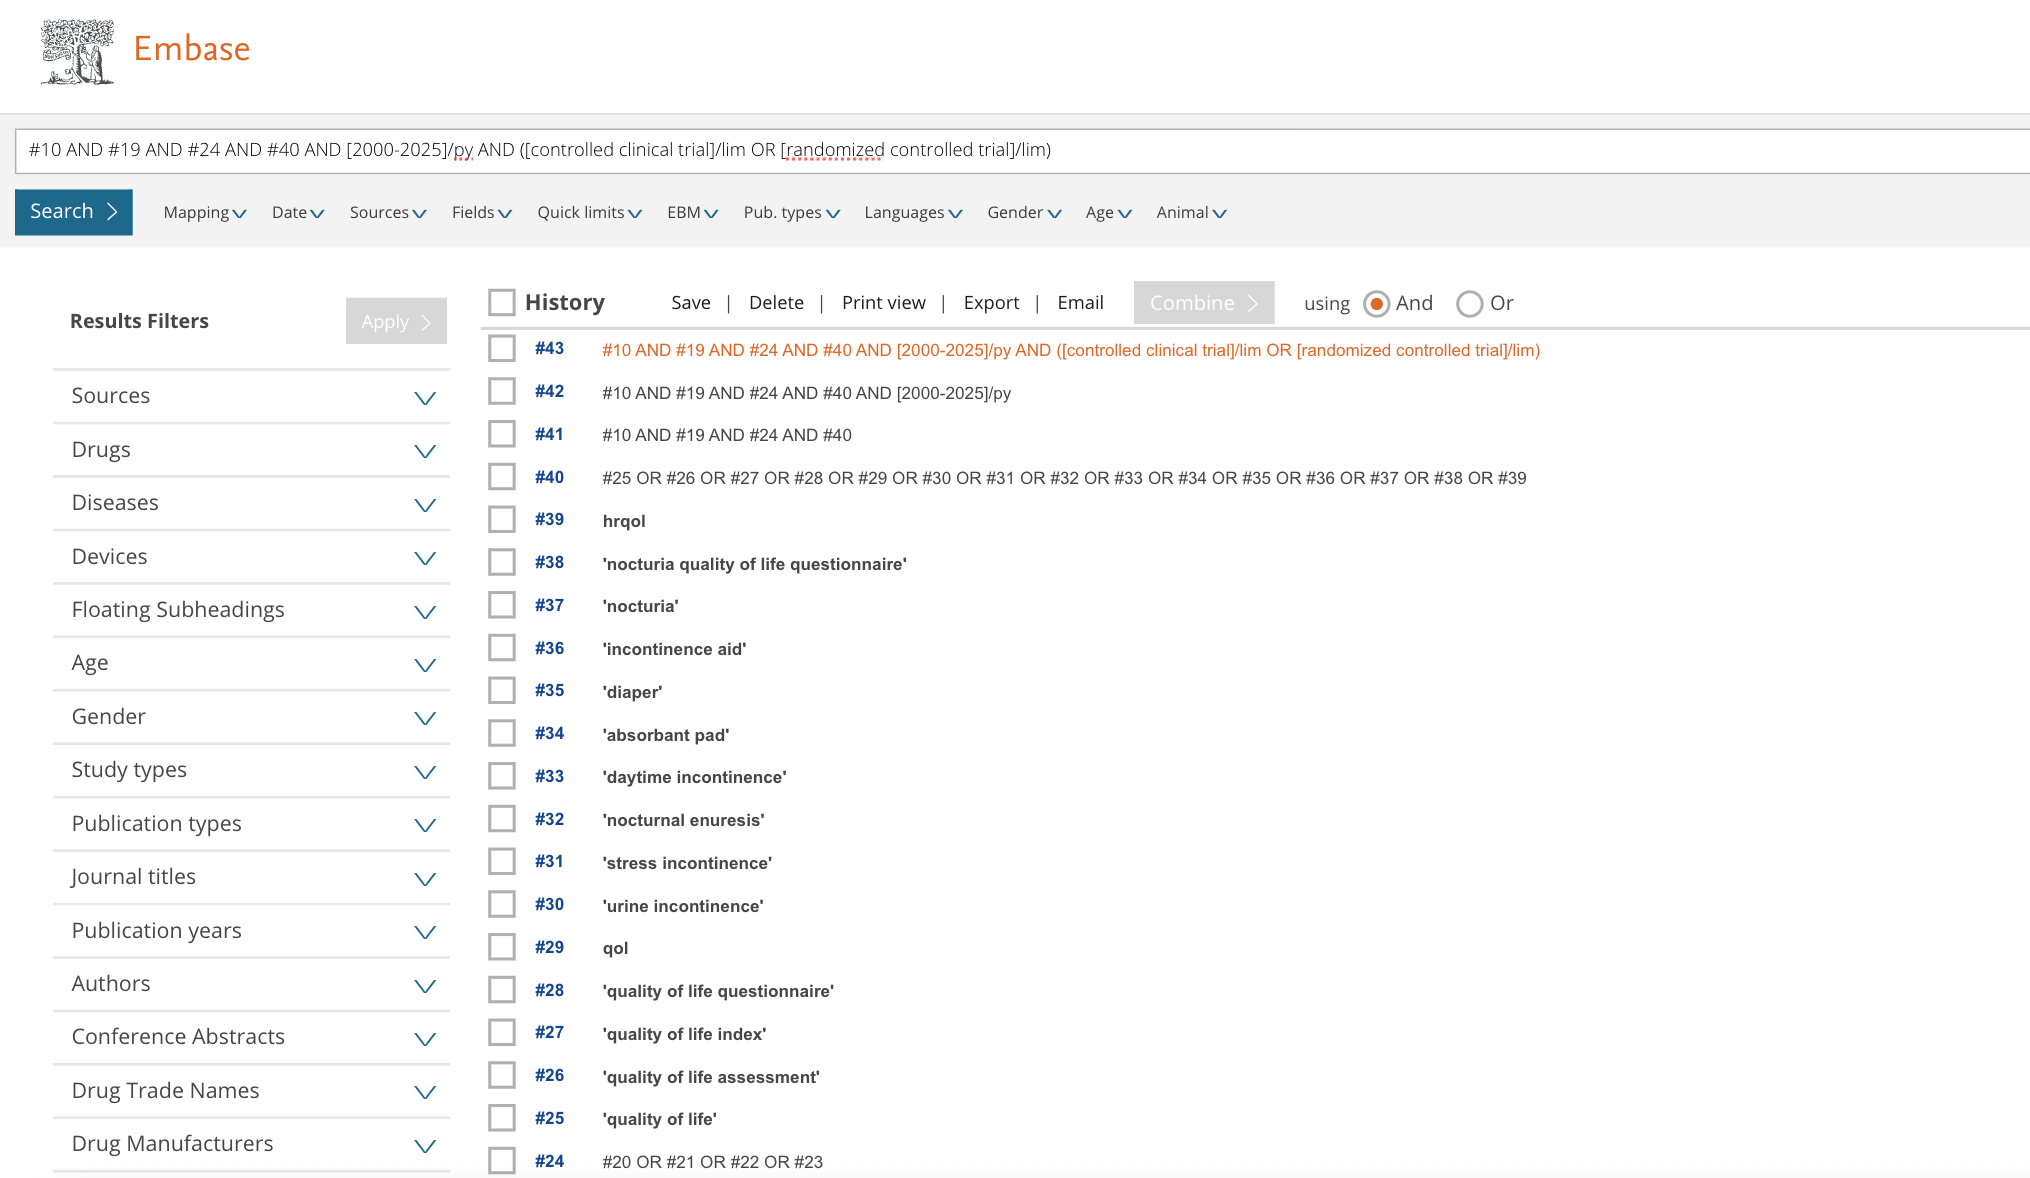 Embase
#10 AND #19 AND #24 AND #40 AND [2000-2025]/py AND ([controlled clinical trial]/lim OR [randomized controlled trial]/lim)
Search Mapping Date Sources Fields Quick limits EBM Pub. types Languages Gender Age Animal
Results Filters Apply
Sources
Drugs
Diseases
Devices
Floating Subheadings
Age
Gender
Study types
Publication types
Journal titles
Publication years
Authors
Conference Abstracts
Drug Trade Names
Drug Manufacturers
History Save | Delete | Print view | Export | Email Combine using And Or
#43 #10 AND #19 AND #24 AND #40 AND [2000-2025]/py AND ([controlled clinical trial]/lim OR [randomized controlled trial]/lim)
#42 #10 AND #19 AND #24 AND #40 AND [2000-2025]/py
#41 #10 AND #19 AND #24 AND #40
#40 #25 OR #26 OR #27 OR #28 OR #29 OR #30 OR #31 OR #32 OR #33 OR #34 OR #35 OR #36 OR #37 OR #38 OR #39
#39 hrqol
#38 'nocturia quality of life questionnaire'
#37 'nocturia'
#36 'incontinence aid'
#35 'diaper'
#34 'absorbant pad'
#33 'daytime incontinence'
#32 'nocturnal enuresis'
#31 'stress incontinence'
#30 'urine incontinence'
#29 qol
#28 'quality of life questionnaire'
#27 'quality of life index'
#26 'quality of life assessment'
#25 'quality of life'
#24 #20 OR #21 OR #22 OR #23